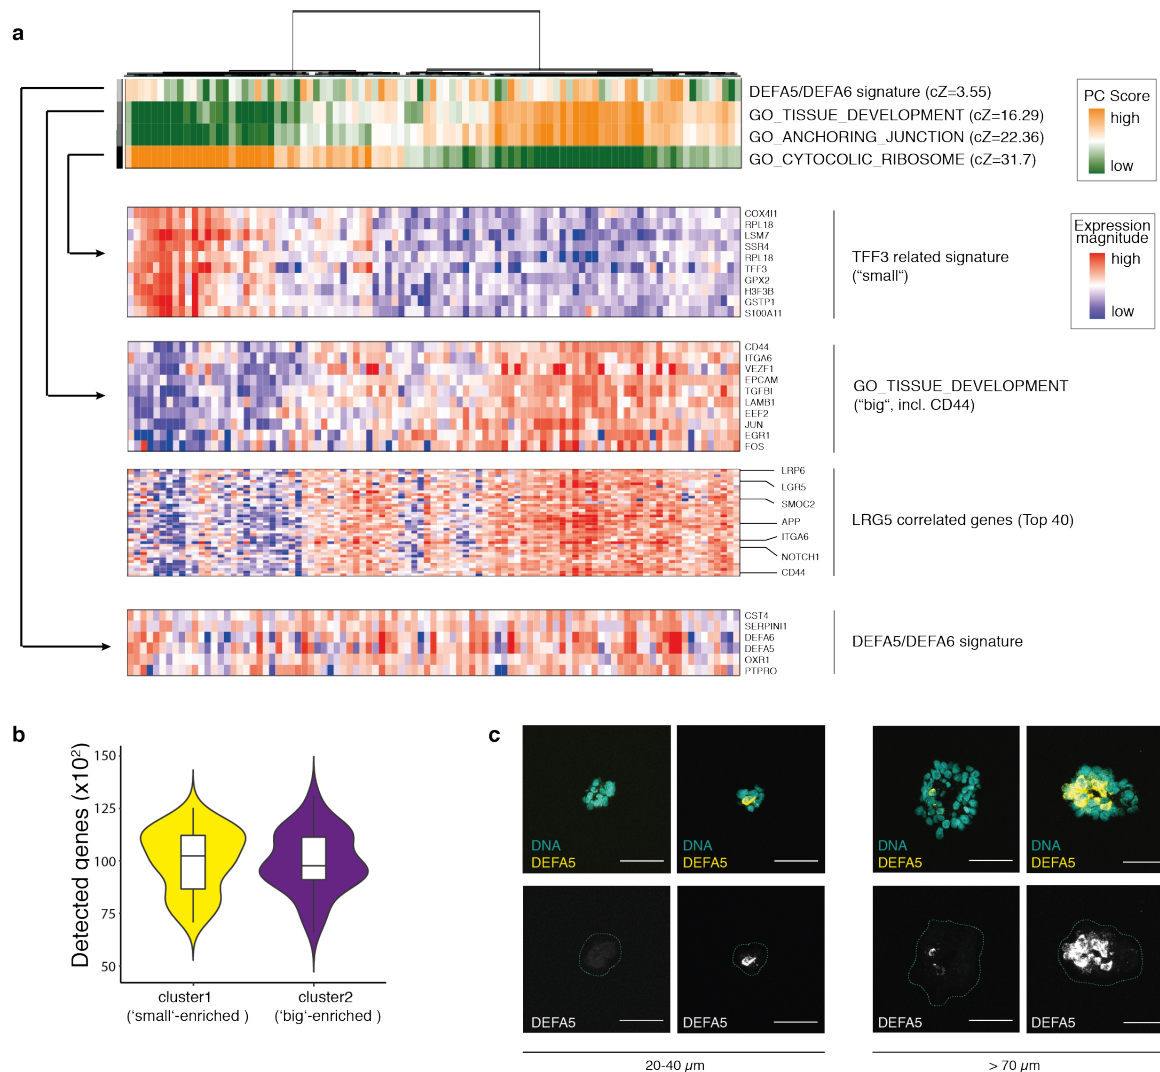 a
DEFA5/DEFA6 signature (cZ=3.55)
GO_TISSUE_DEVELOPMENT (cZ=16.29)
GO_ANCHORING_JUNCTION (cZ=22.36)
GO_CYTOCOLIC_RIBOSOME (cZ=31.7)
PC Score
high
low
COX4I1
RPL18
LSM7
SSR4
RPL18
TFF3
GPX2
H3F3B
GSTP1
S100A11
TFF3 related signature
(“small“)
Expression
magnitude
high
low
CD44
ITGA6
VEZF1
EPCAM
TGFBI
LAMB1
EEF2
JUN
EGR1
FOS
GO_TISSUE_DEVELOPMENT
(“big“, incl. CD44)
LRP6
LGR5
SMOC2
APP
ITGA6
NOTCH1
CD44
LRG5 correlated genes (Top 40)
CST4
SERPINI1
DEFA6
DEFA5
OXR1
PTPRO
DEFA5/DEFA6 signature
b
Detected genes (x10²)
150
125
100
75
50
cluster1
(‘small‘-enriched )
cluster2
(‘big‘-enriched )
c
DNA
DEFA5
DNA
DEFA5
DNA
DEFA5
DNA
DEFA5
DEFA5
DEFA5
DEFA5
DEFA5
20-40 µm
> 70 µm